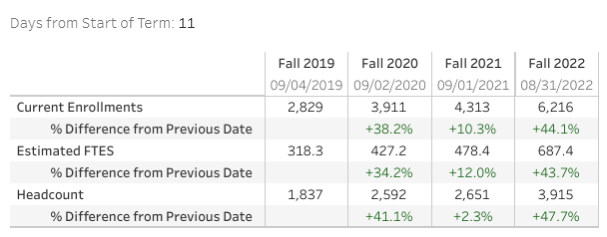 Days from Start of Term: 11
Fall 2019 Fall 2020 Fall 2021 Fall 2022
09/04/2019 09/02/2020 09/01/2021 08/31/2022
Current Enrollments 2,829 3,911 4,313 6,216
% Difference from Previous Date +38.2% +10.3% +44.1%
Estimated FTES 318.3 427.2 478.4 687.4
% Difference from Previous Date +34.2% +12.0% +43.7%
Headcount 1,837 2,592 2,651 3,915
% Difference from Previous Date +41.1% +2.3% +47.7%